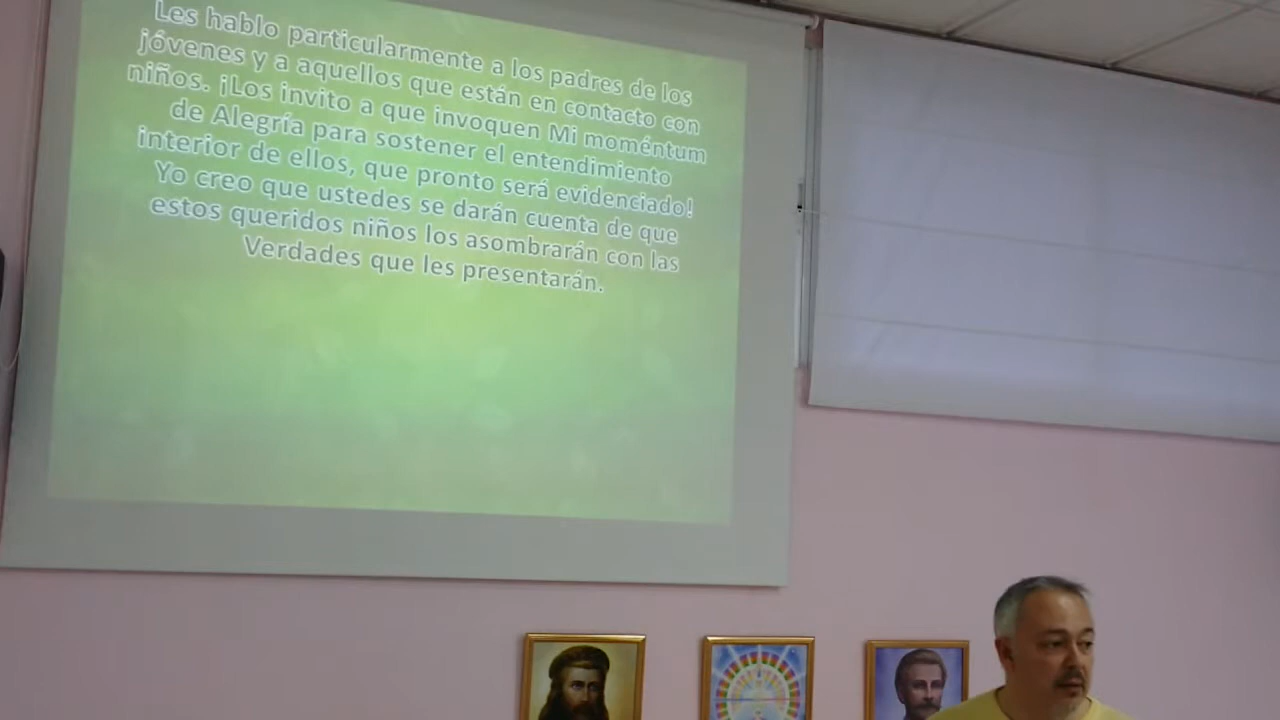 Les hablo particularmente a los padres de los
jóvenes y a aquellos que están en contacto con
niños. ¡Los invito a que invoquen Mi moméntum
de Alegría para sostener el entendimiento
interior de ellos, que pronto será evidenciado!
Yo creo que ustedes se darán cuenta de que
estos queridos niños los asombrarán con las
Verdades que les presentarán.